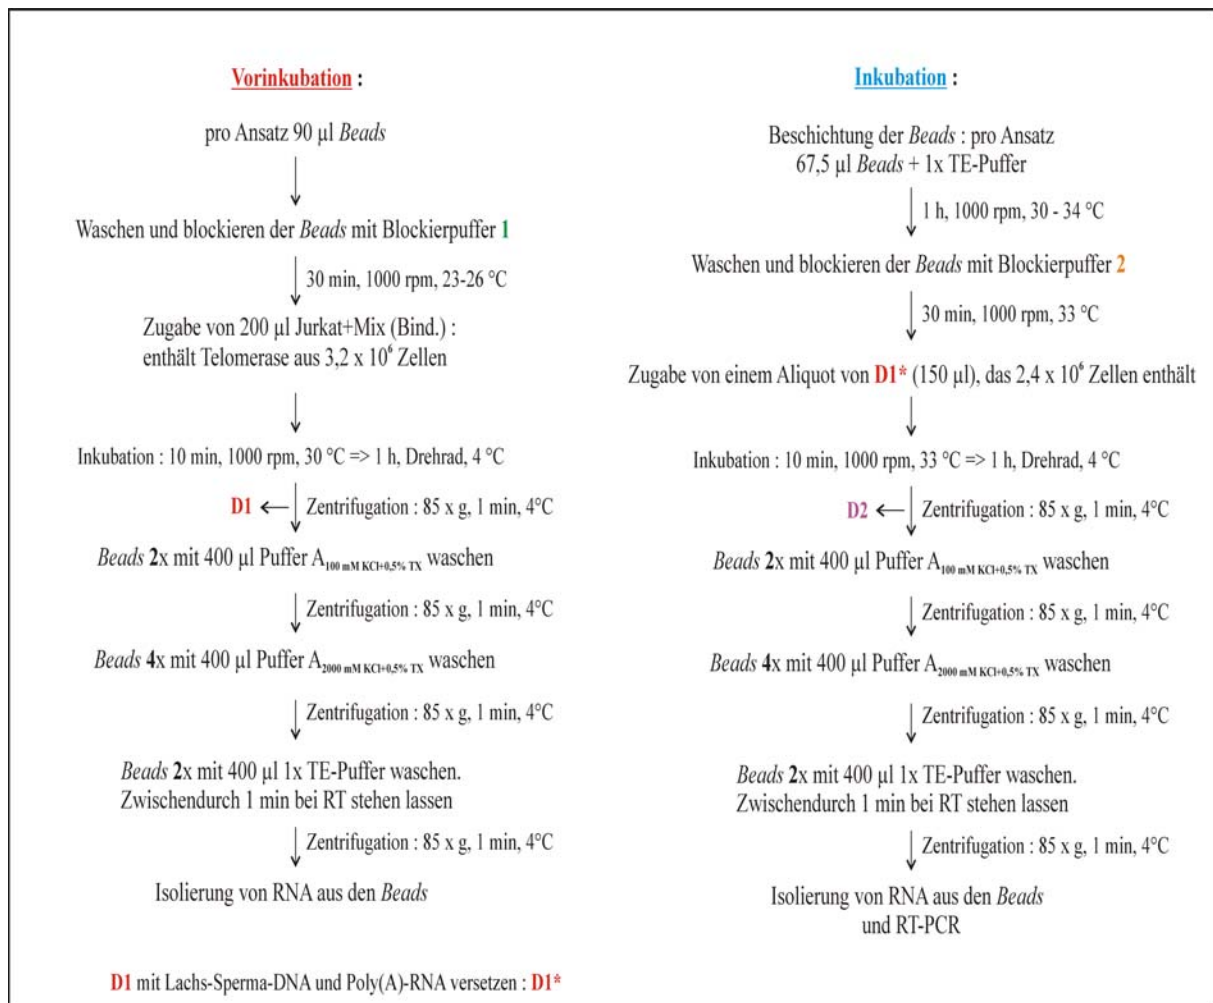 Vorinkubation :
pro Ansatz 90 µl Beads
Waschen und blockieren der Beads mit Blockierpuffer 1
30 min, 1000 rpm, 23-26 °C
Zugabe von 200 µl Jurkat+Mix (Bind.) :
enthält Telomerase aus 3,2 x 10⁶ Zellen
Inkubation : 10 min, 1000 rpm, 30 °C => 1 h, Drehrad, 4 °C
D1 ← Zentrifugation : 85 x g, 1 min, 4°C
Beads 2x mit 400 µl Puffer A100 mM KCl+0,5% TX waschen
Zentrifugation : 85 x g, 1 min, 4°C
Beads 4x mit 400 µl Puffer A2000 mM KCl+0,5% TX waschen
Zentrifugation : 85 x g, 1 min, 4°C
Beads 2x mit 400 µl 1x TE-Puffer waschen.
Zwischendurch 1 min bei RT stehen lassen
Zentrifugation : 85 x g, 1 min, 4°C
Isolierung von RNA aus den Beads
D1 mit Lachs-Sperma-DNA und Poly(A)-RNA versetzen : D1*
Inkubation :
Beschichtung der Beads : pro Ansatz
67,5 µl Beads + 1x TE-Puffer
1 h, 1000 rpm, 30 - 34 °C
Waschen und blockieren der Beads mit Blockierpuffer 2
30 min, 1000 rpm, 33 °C
Zugabe von einem Aliquot von D1* (150 µl), das 2,4 x 10⁶ Zellen enthält
Inkubation : 10 min, 1000 rpm, 33 °C => 1 h, Drehrad, 4 °C
D2 ← Zentrifugation : 85 x g, 1 min, 4°C
Beads 2x mit 400 µl Puffer A100 mM KCl+0,5% TX waschen
Zentrifugation : 85 x g, 1 min, 4°C
Beads 4x mit 400 µl Puffer A2000 mM KCl+0,5% TX waschen
Zentrifugation : 85 x g, 1 min, 4°C
Beads 2x mit 400 µl 1x TE-Puffer waschen.
Zwischendurch 1 min bei RT stehen lassen
Zentrifugation : 85 x g, 1 min, 4°C
Isolierung von RNA aus den Beads
und RT-PCR